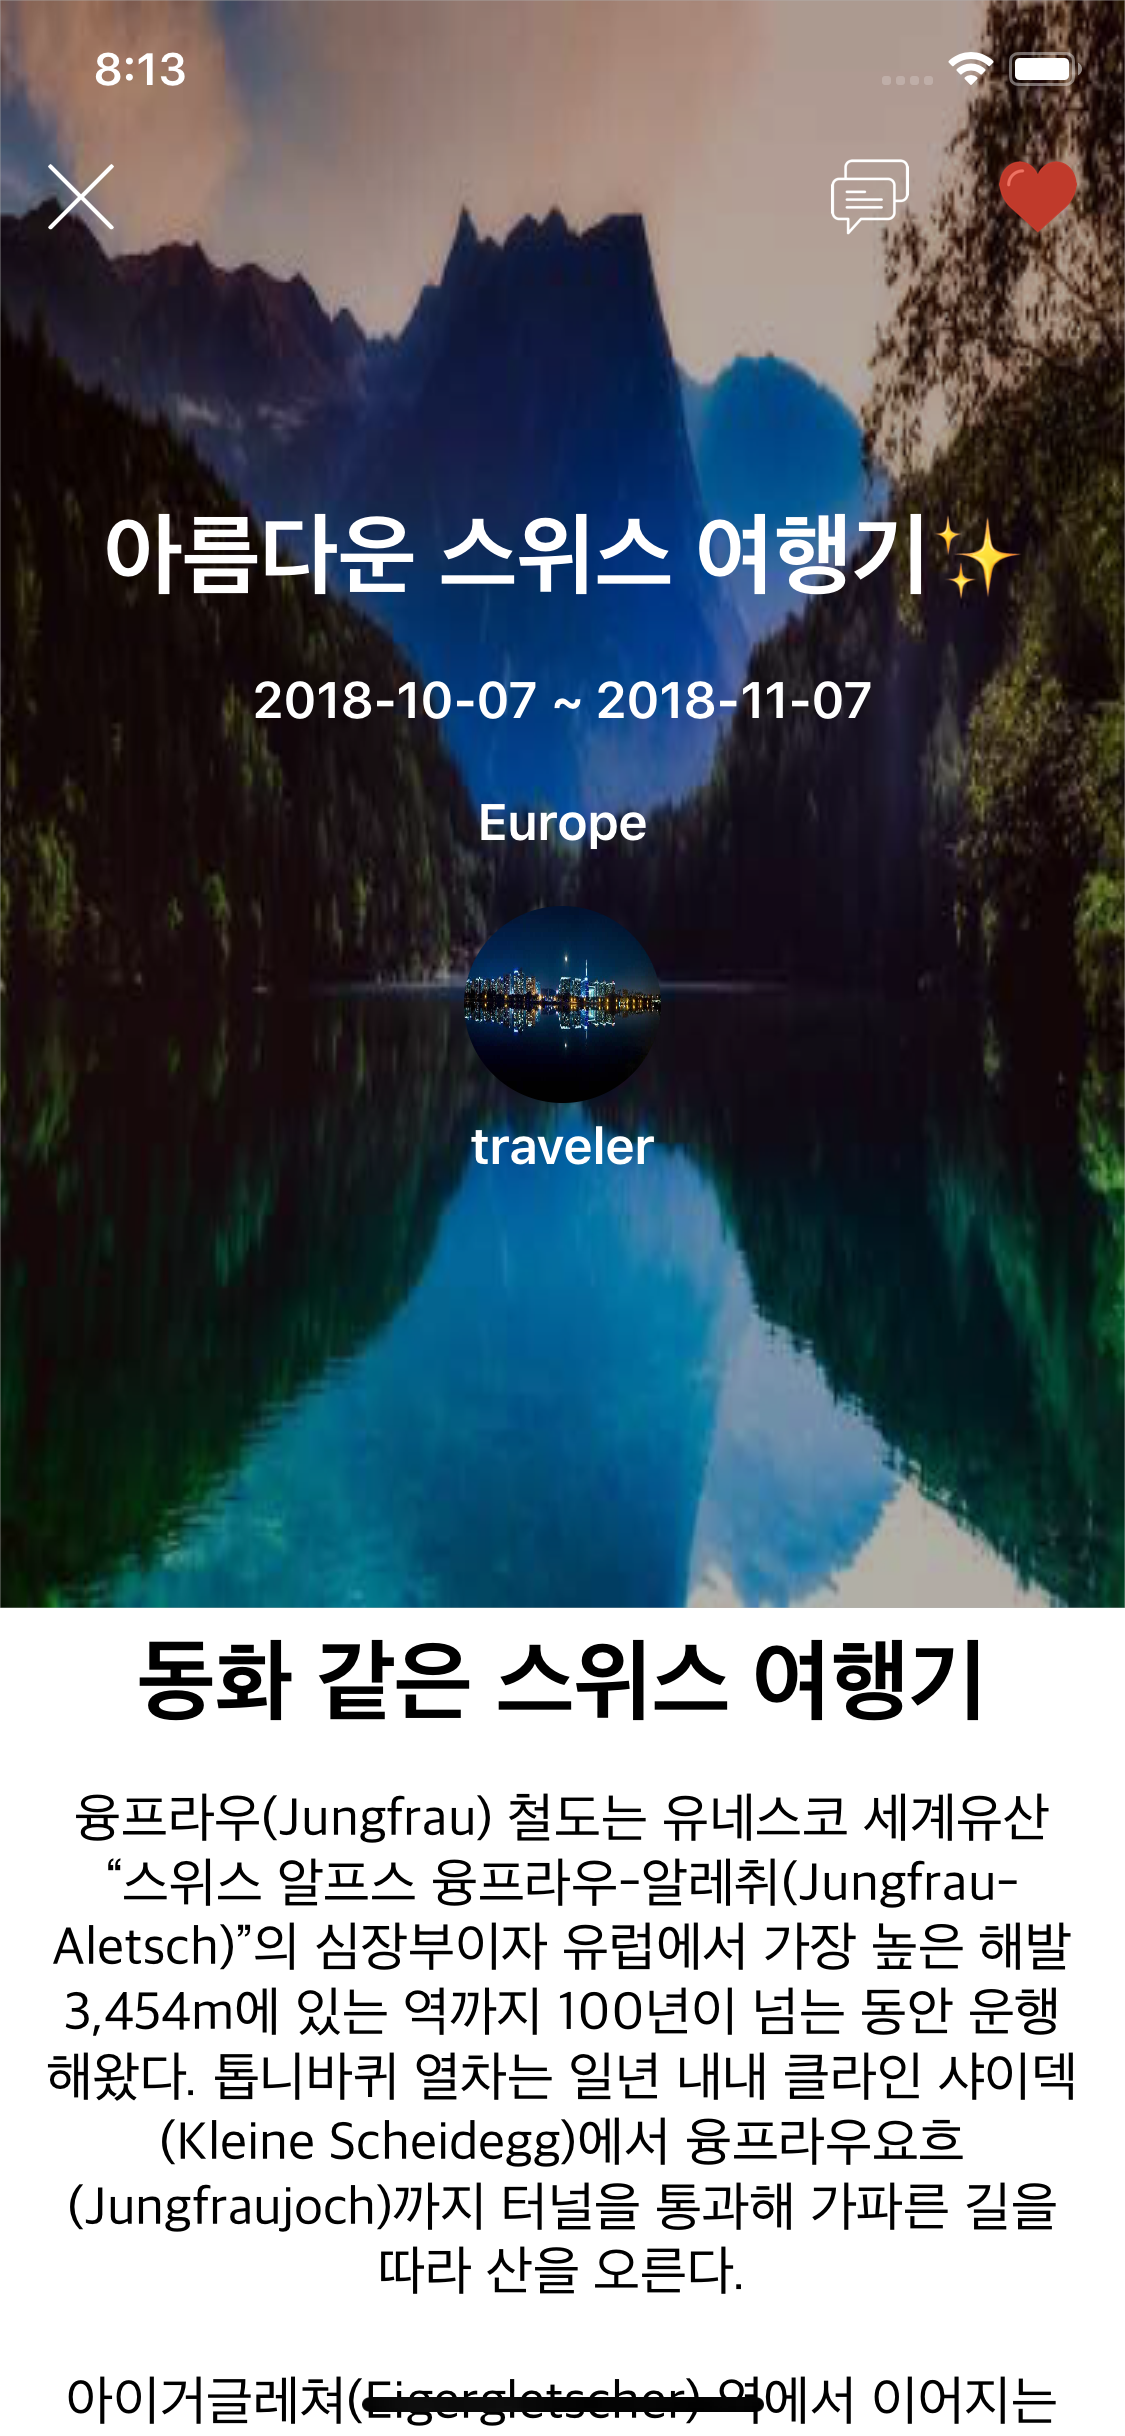 8:13
아름다운 스위스 여행기✨
2018-10-07 ~ 2018-11-07
Europe
traveler
동화 같은 스위스 여행기
융프라우(Jungfrau) 철도는 유네스코 세계유산
“스위스 알프스 융프라우-알레취(Jungfrau-
Aletsch)”의 심장부이자 유럽에서 가장 높은 해발
3,454m에 있는 역까지 100년이 넘는 동안 운행
해왔다. 톱니바퀴 열차는 일년 내내 클라인 샤이덱
(Kleine Scheidegg)에서 융프라우요흐
(Jungfraujoch)까지 터널을 통과해 가파른 길을
따라 산을 오른다.
아이거글레쳐(Eigergletscher) 역에서 이어지는